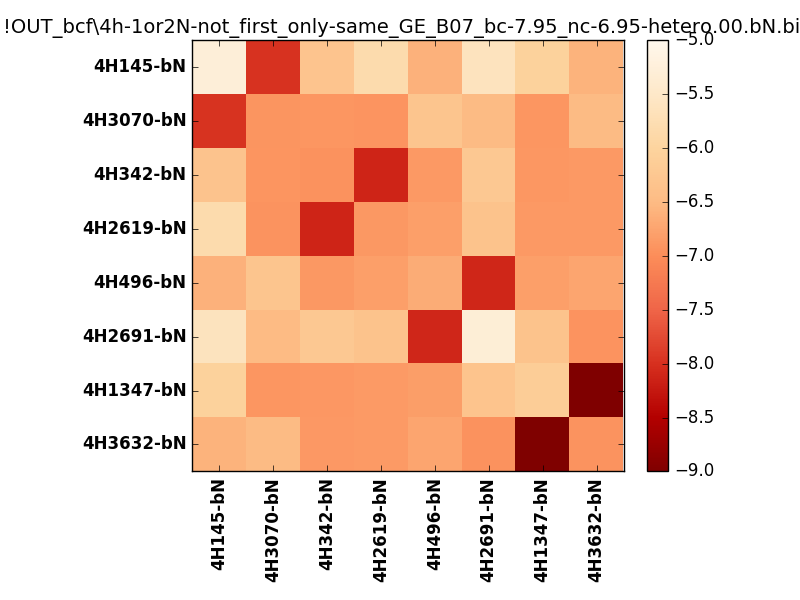 !OUT_bcf\4h-1or2N-not_first_only-same_GE_B07_bc-7.95_nc-6.95-hetero.00.bN.bi
4H145-bN
4H3070-bN
4H342-bN
4H2619-bN
4H496-bN
4H2691-bN
4H1347-bN
4H3632-bN
4H145-bN
4H3070-bN
4H342-bN
4H2619-bN
4H496-bN
4H2691-bN
4H1347-bN
4H3632-bN
−5.0
−5.5
−6.0
−6.5
−7.0
−7.5
−8.0
−8.5
−9.0